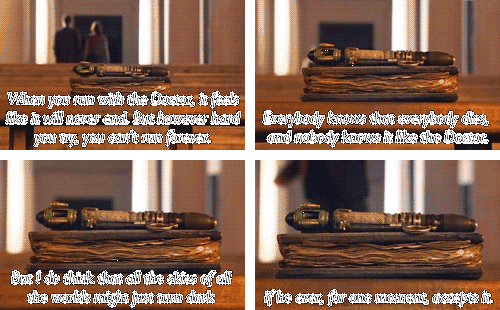 When you run with the Doctor, it feels
like it will never end. But however hard
you try, you can't run forever.
Everybody knows that everybody dies,
and nobody knows it like the Doctor.
But I do think that all the skies of all
the worlds might just turn dark
if he ever, for one moment, accepts it.